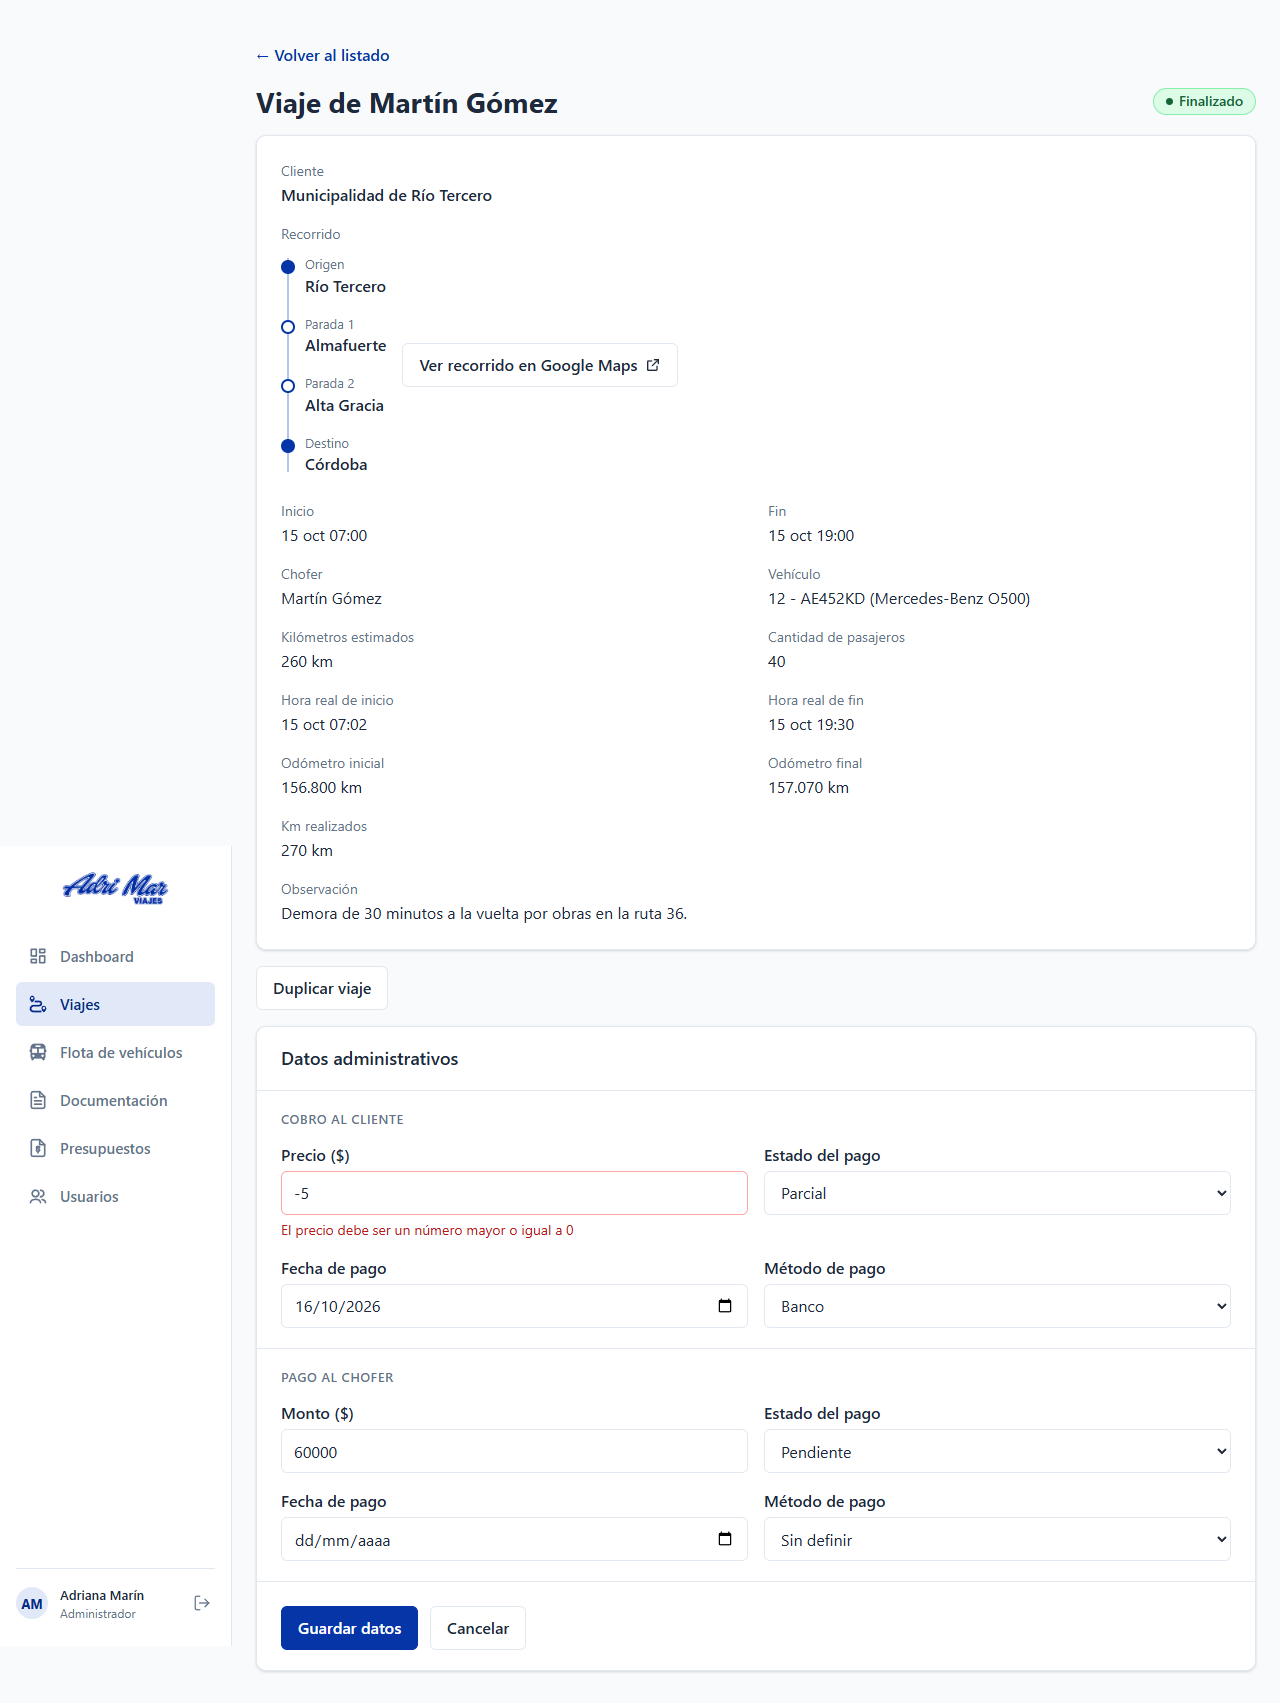 ← Volver al listado
Viaje de Martín Gómez
Finalizado
Cliente
Municipalidad de Río Tercero
Recorrido
Origen
Río Tercero
Parada 1
Almafuerte
Ver recorrido en Google Maps
Parada 2
Alta Gracia
Destino
Córdoba
Inicio
15 oct 07:00
Fin
15 oct 19:00
Chofer
Martín Gómez
Vehículo
12 - AE452KD (Mercedes-Benz O500)
Kilómetros estimados
260 km
Cantidad de pasajeros
40
Hora real de inicio
15 oct 07:02
Hora real de fin
15 oct 19:30
Odómetro inicial
156.800 km
Odómetro final
157.070 km
Km realizados
270 km
Observación
Demora de 30 minutos a la vuelta por obras en la ruta 36.
Adri Mar
VIAJES
Dashboard
Viajes
Flota de vehículos
Documentación
Presupuestos
Usuarios
AM
Adriana Marín
Administrador
Duplicar viaje
Datos administrativos
COBRO AL CLIENTE
Precio ($)
-5
El precio debe ser un número mayor o igual a 0
Estado del pago
Parcial
Fecha de pago
16/10/2026
Método de pago
Banco
PAGO AL CHOFER
Monto ($)
60000
Estado del pago
Pendiente
Fecha de pago
dd/mm/aaaa
Método de pago
Sin definir
Guardar datos
Cancelar